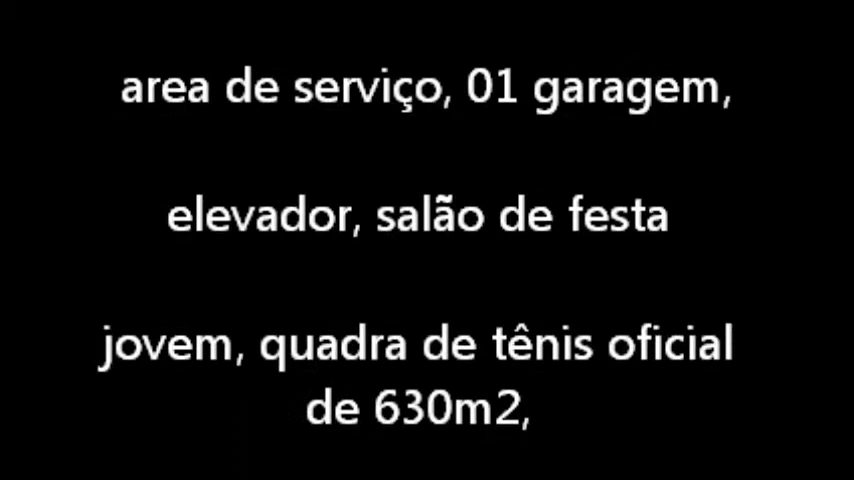 area de serviço, 01 garagem,
elevador, salão de festa
jovem, quadra de tênis oficial
de 630m2,